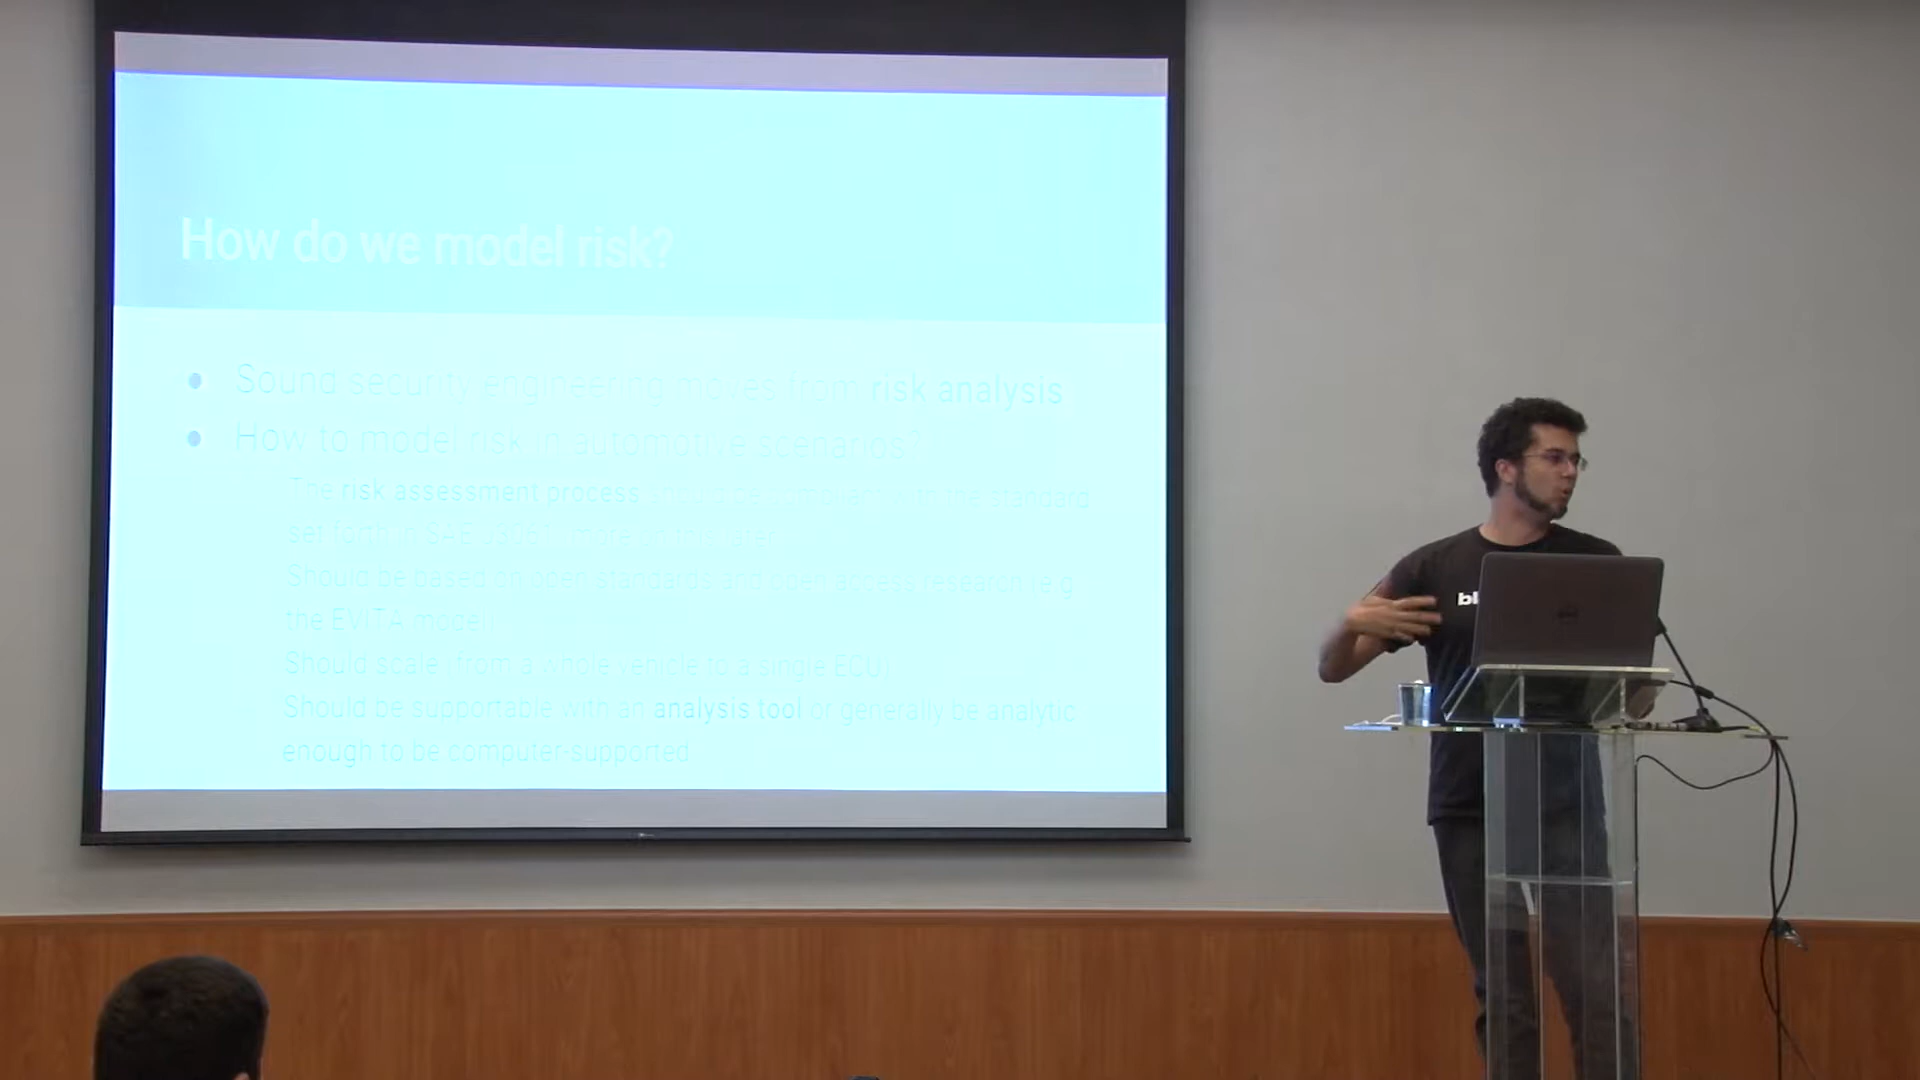 How do we model risk?
Sound security engineering moves from risk analysis
How to model risk in automotive scenarios?
The risk assessment process should be compliant with the standard
set forth in SAE J3061, more on this later
Should be based on open standards and open access research (e.g.
the EVITA model)
Should scale (from a whole vehicle to a single ECU)
Should be supportable with an analysis tool or generally be analytic
enough to be computer-supported
bl